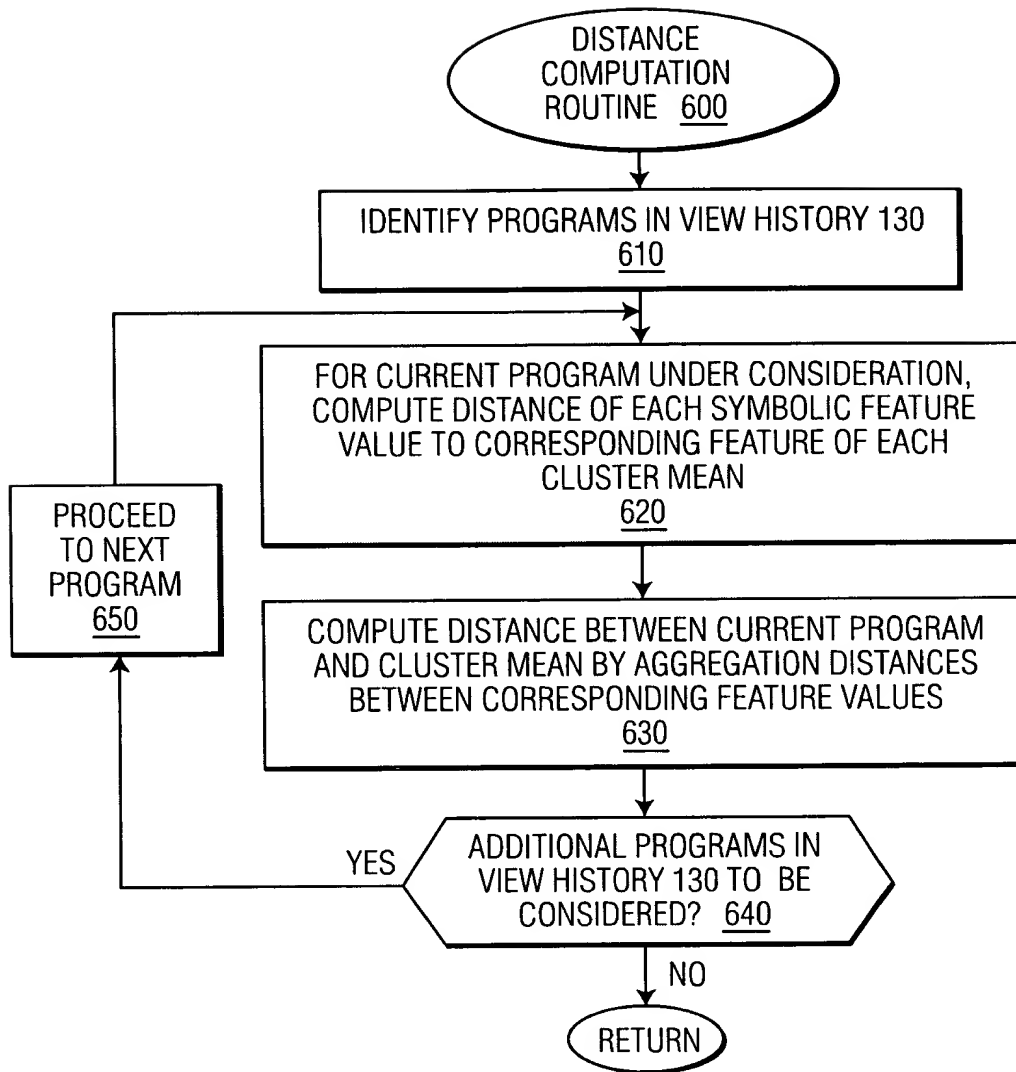 DISTANCE
COMPUTATION
ROUTINE 600
IDENTIFY PROGRAMS IN VIEW HISTORY 130
610
FOR CURRENT PROGRAM UNDER CONSIDERATION,
COMPUTE DISTANCE OF EACH SYMBOLIC FEATURE
VALUE TO CORRESPONDING FEATURE OF EACH
CLUSTER MEAN
620
PROCEED
TO NEXT
PROGRAM
650
COMPUTE DISTANCE BETWEEN CURRENT PROGRAM
AND CLUSTER MEAN BY AGGREGATION DISTANCES
BETWEEN CORRESPONDING FEATURE VALUES
630
YES
ADDITIONAL PROGRAMS IN
VIEW HISTORY 130 TO BE
CONSIDERED? 640
NO
RETURN